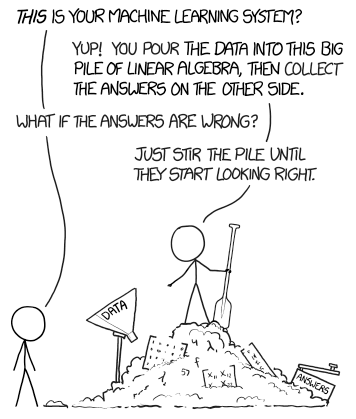 THIS IS YOUR MACHINE LEARNING SYSTEM?
YUP! YOU POUR THE DATA INTO THIS BIG
PILE OF LINEAR ALGEBRA, THEN COLLECT
THE ANSWERS ON THE OTHER SIDE.
WHAT IF THE ANSWERS ARE WRONG?
JUST STIR THE PILE UNTIL
THEY START LOOKING RIGHT.
DATA
ANSWERS